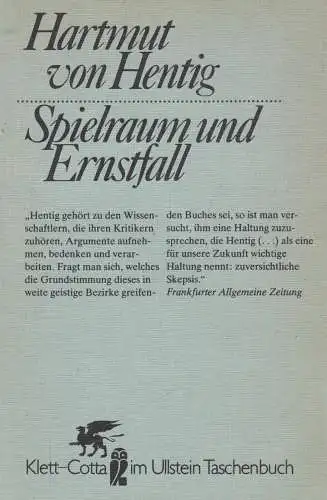 Hartmut
von Hentig
Spielraum und
Ernstfall
„Hentig gehört zu den Wissen-
schaftlern, die ihren Kritikern
zuhören, Argumente aufneh-
men, bedenken und verar-
beiten. Fragt man sich, welches
die Grundstimmung dieses in
weite geistige Bezirke greifen-
den Buches sei, so ist man ver-
sucht, ihm eine Haltung zuzu-
sprechen, die Hentig (...) als eine
für unsere Zukunft wichtige
Haltung nennt: zuversichtliche
Skepsis.“
Frankfurter Allgemeine Zeitung
Klett-Cotta im Ullstein Taschenbuch